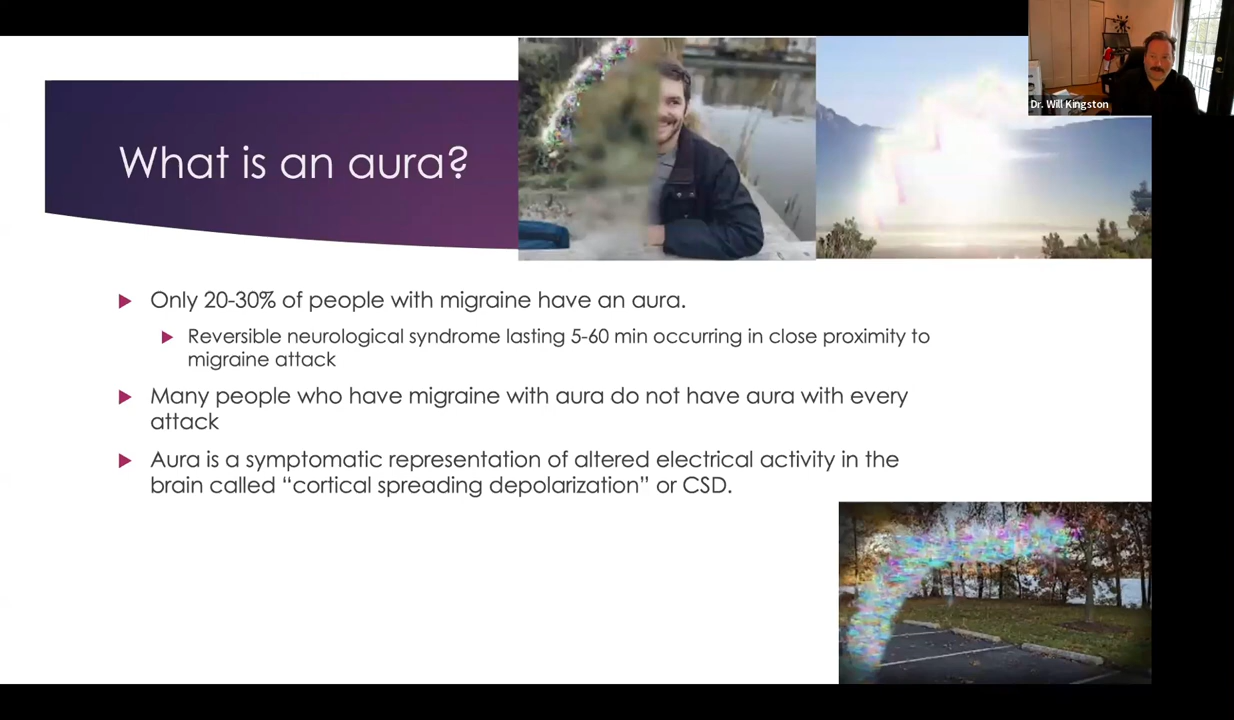 Dr. Will Kingston
What is an aura?
Only 20-30% of people with migraine have an aura.
Reversible neurological syndrome lasting 5-60 min occurring in close proximity to
migraine attack
Many people who have migraine with aura do not have aura with every
attack
Aura is a symptomatic representation of altered electrical activity in the
brain called “cortical spreading depolarization” or CSD.